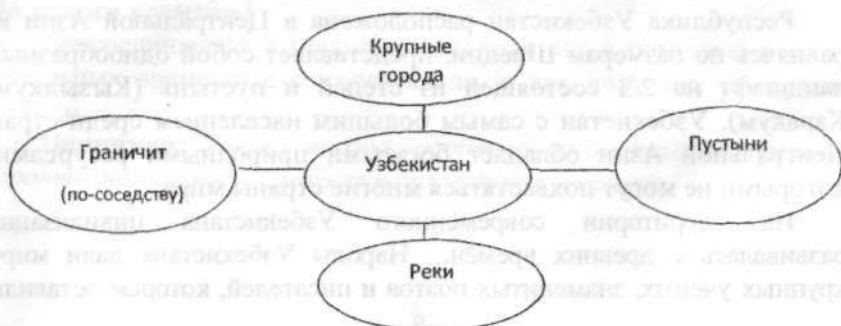 Крупные
города
Граничит
(по-соседству)
Узбекистан
Пустыни
Реки